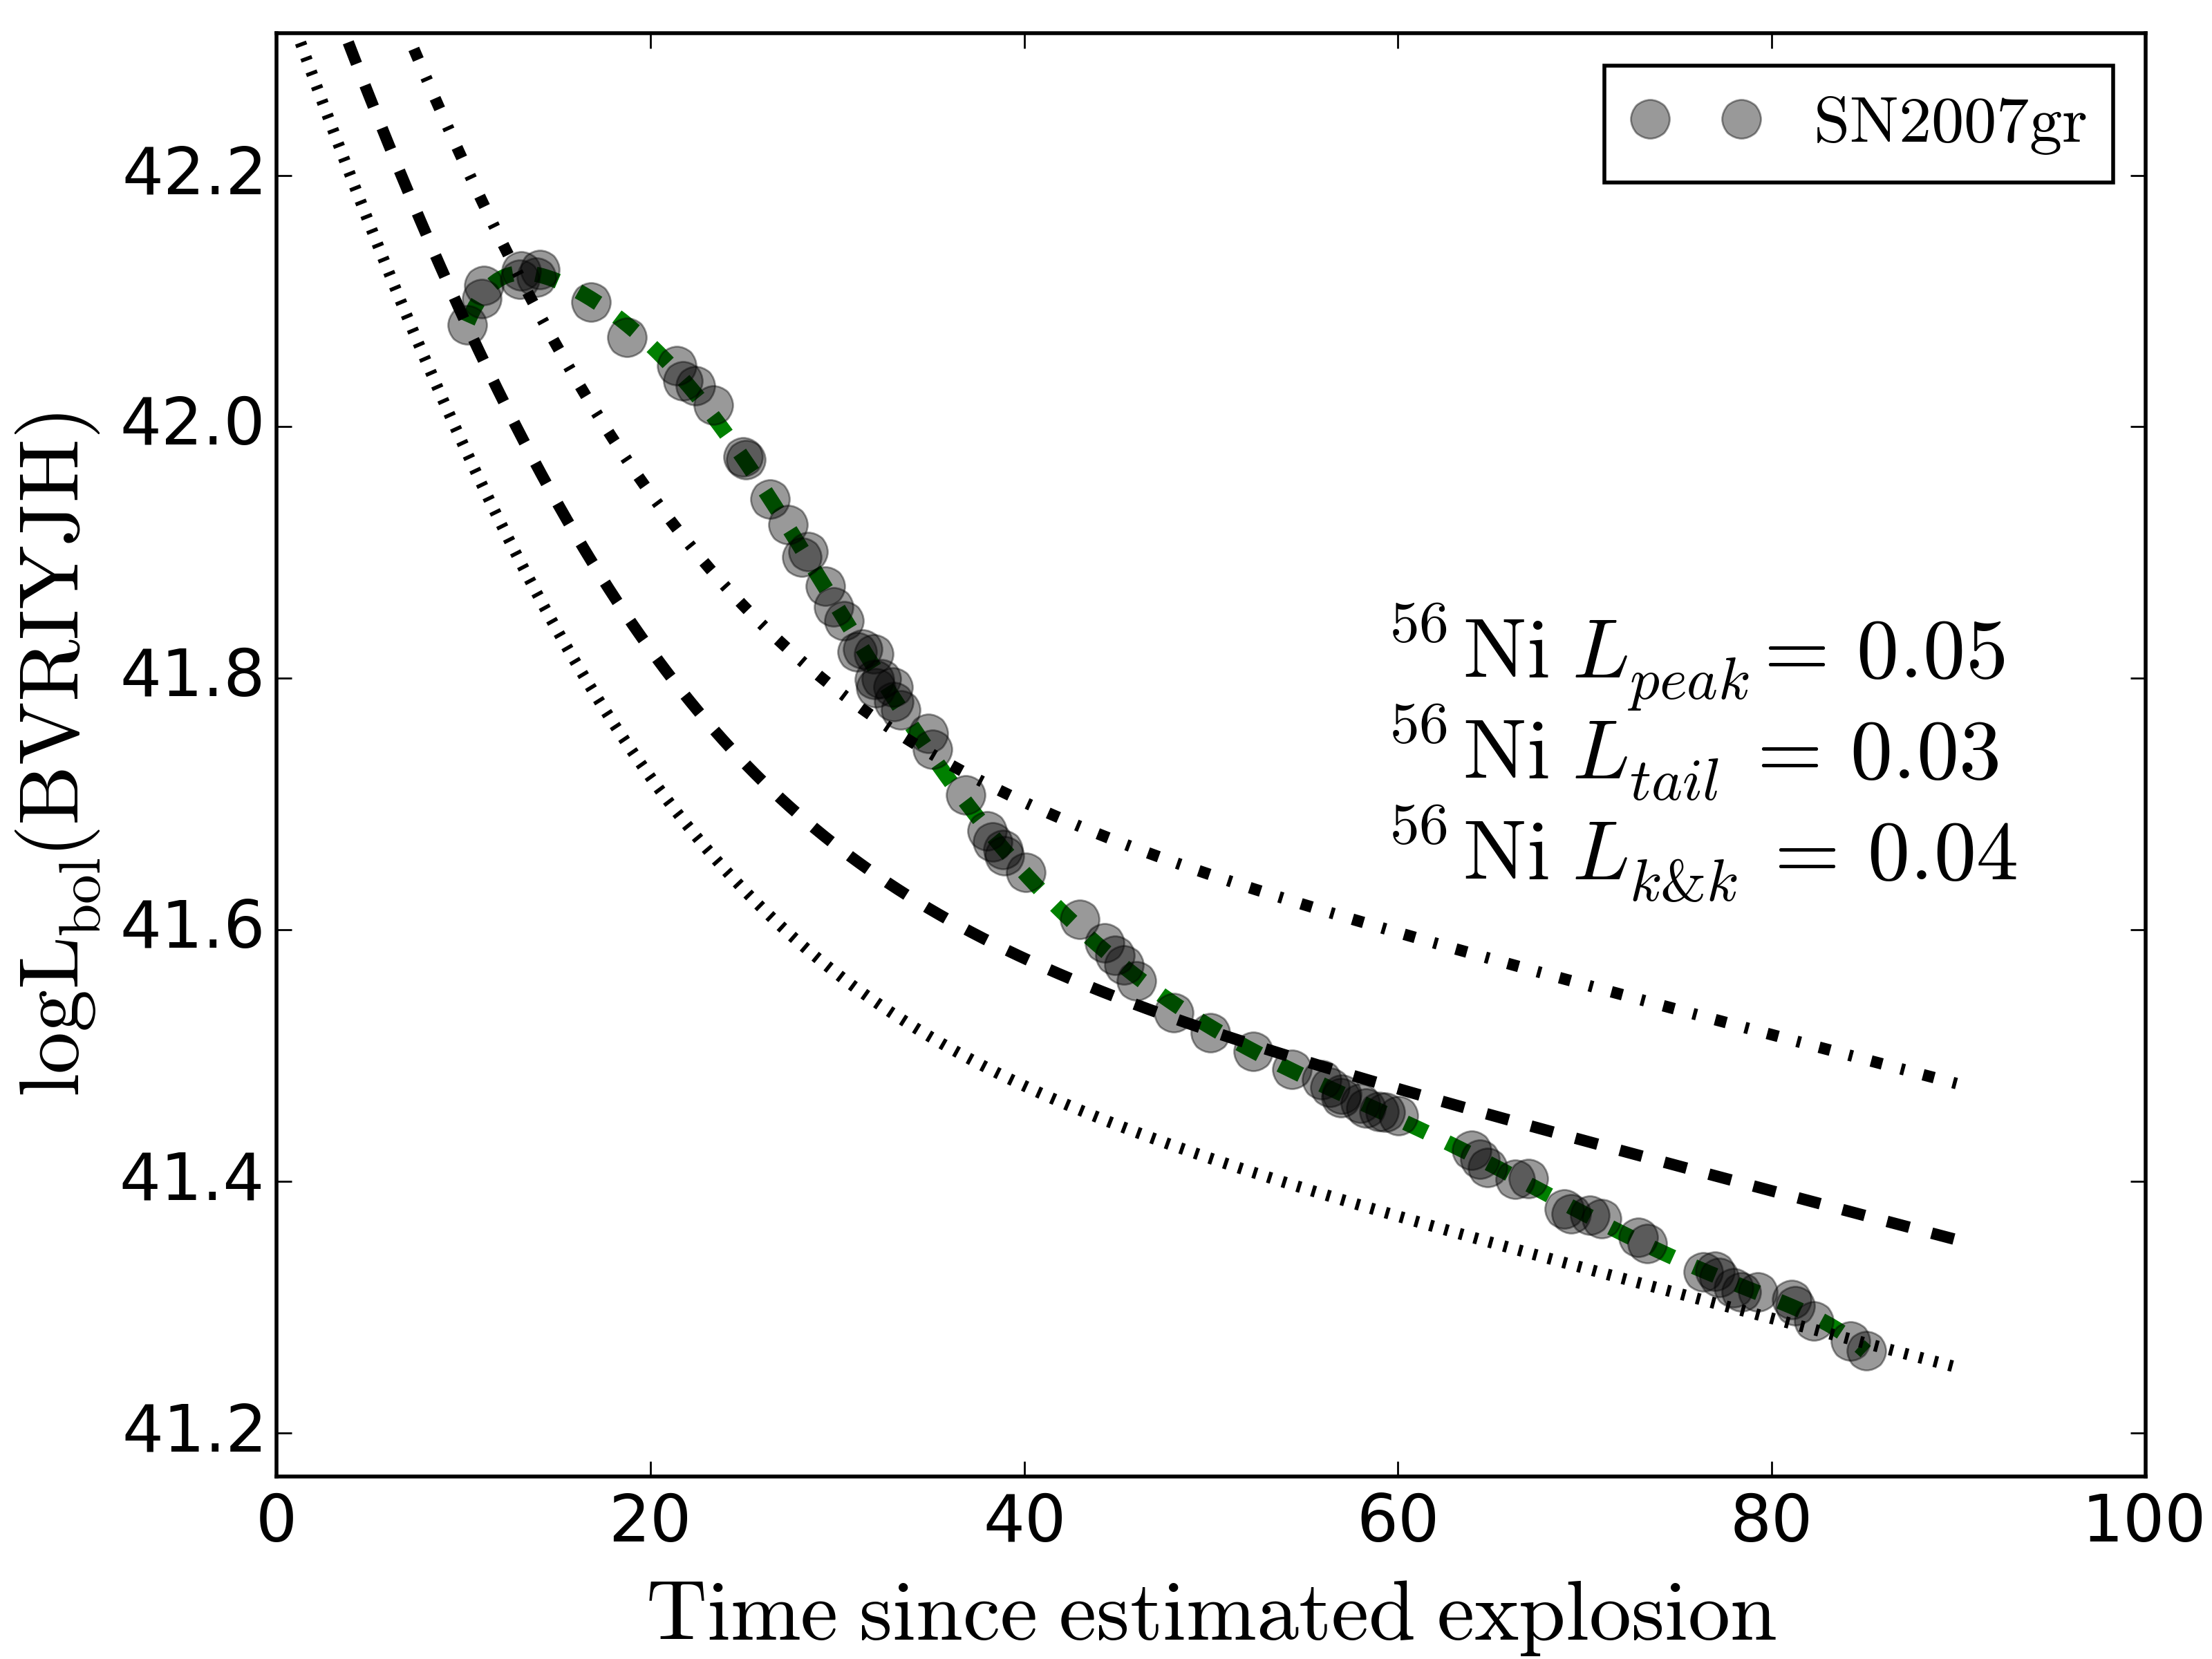 SN2007gr
42.2
42.0
41.8
41.6
41.4
41.2
logL_bol(BVRIYJH)
^56Ni L_peak = 0.05
^56Ni L_tail = 0.03
^56Ni L_k&k = 0.04
0 20 40 60 80 100
Time since estimated explosion